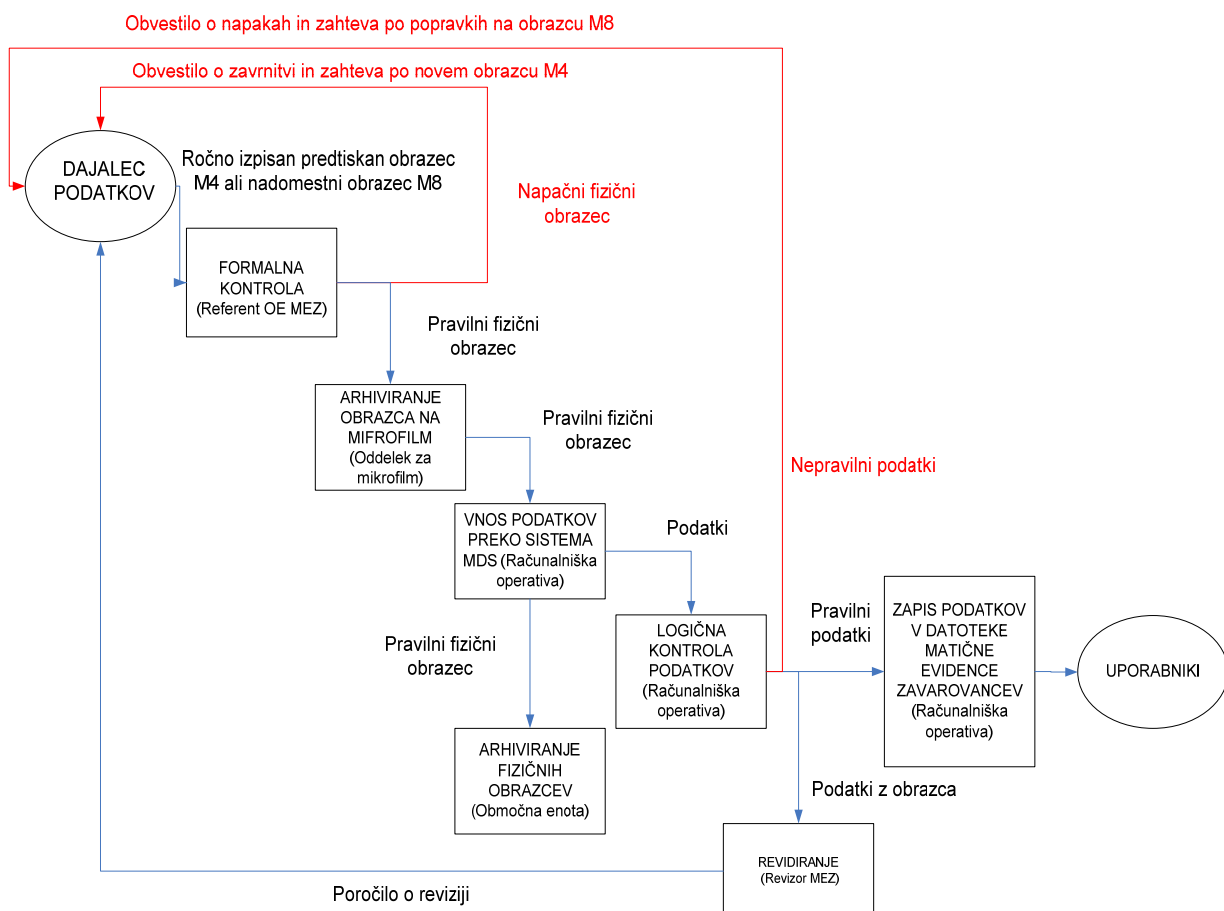 Obvestilo o napakah in zahteva po popravkih na obrazcu M8
Obvestilo o zavrnitvi in zahteva po novem obrazcu M4
DAJALEC
PODATKOV
Ročno izpisan predtiskan obrazec
M4 ali nadomestni obrazec M8
Napačni fizični
obrazec
FORMALNA
KONTROLA
(Referent OE MEZ)
Pravilni fizični
obrazec
ARHIVIRANJE
OBRAZCA NA
MIFROFILM
(Oddelek za
mikrofilm)
Pravilni fizični
obrazec
Nepravilni podatki
VNOS PODATKOV
PREKO SISTEMA
MDS (Računalniška
operativa)
Podatki
Pravilni fizični
obrazec
LOGIČNA
KONTROLA
PODATKOV
(Računalniška
operativa)
Pravilni
podatki
ZAPIS PODATKOV
V DATOTEKE
MATIČNE
EVIDENCE
ZAVAROVANCEV
(Računalniška
operativa)
UPORABNIKI
ARHIVIRANJE
FIZIČNIH
OBRAZCEV
(Območna enota)
Podatki z obrazca
REVIDIRANJE
(Revizor MEZ)
Poročilo o reviziji